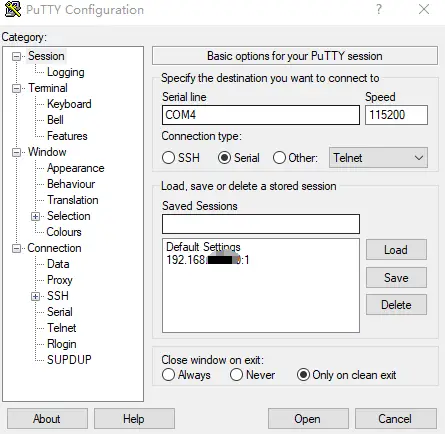 PuTTY Configuration
Category:
Session
Logging
Terminal
Keyboard
Bell
Features
Window
Appearance
Behaviour
Translation
Selection
Colours
Connection
Data
Proxy
SSH
Serial
Telnet
Rlogin
SUPDUP
Basic options for your PuTTY session
Specify the destination you want to connect to
Serial line Speed
COM4 115200
Connection type:
SSH Serial Other: Telnet
Load, save or delete a stored session
Saved Sessions
Default Settings
192.168. :1
Load
Save
Delete
Close window on exit:
Always Never Only on clean exit
About Help Open Cancel